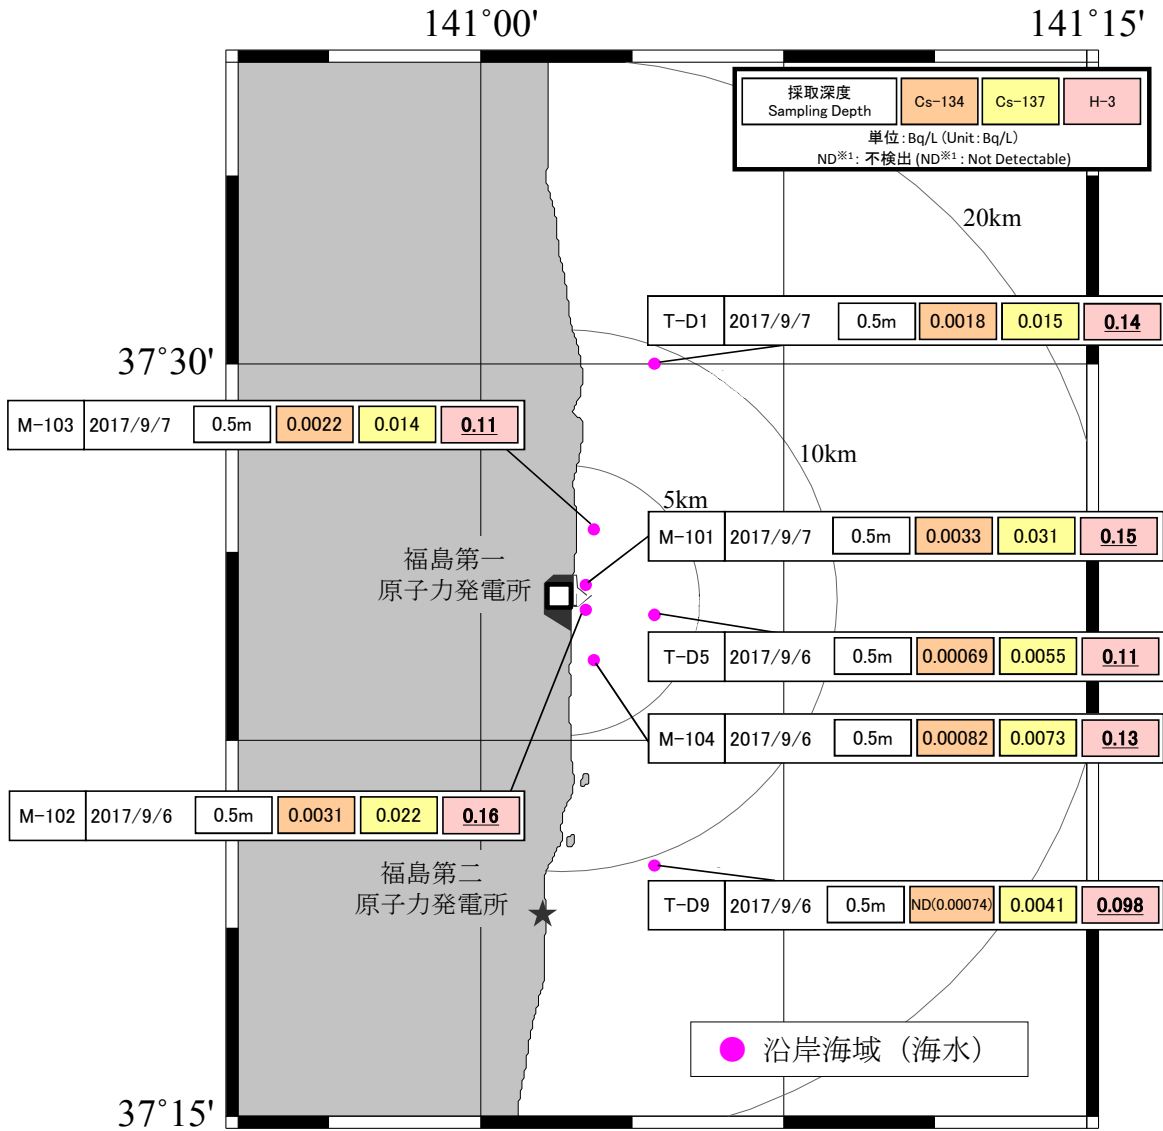 141°00'
141°15'
採取深度
Sampling Depth
Cs-134
Cs-137
H-3
単位:Bq/L (Unit:Bq/L)
ND※1: 不検出 (ND※1 : Not Detectable)
20km
T-D1 2017/9/7 0.5m 0.0018 0.015 0.14
37°30'
M-103 2017/9/7 0.5m 0.0022 0.014 0.11
10km
5km
M-101 2017/9/7 0.5m 0.0033 0.031 0.15
福島第一
原子力発電所
T-D5 2017/9/6 0.5m 0.00069 0.0055 0.11
M-104 2017/9/6 0.5m 0.00082 0.0073 0.13
M-102 2017/9/6 0.5m 0.0031 0.022 0.16
福島第二
原子力発電所
T-D9 2017/9/6 0.5m ND(0.00074) 0.0041 0.098
沿岸海域（海水）
37°15'